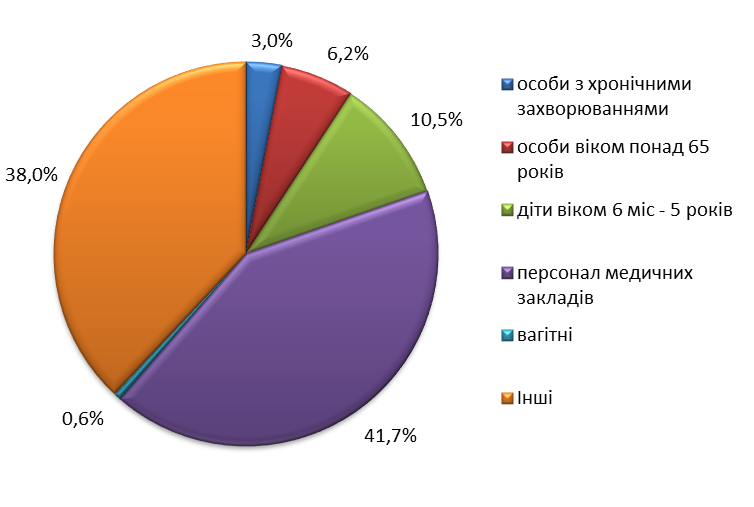 3,0%
6,2%
10,5%
38,0%
0,6%
41,7%
особи з хронічними
захворюваннями
особи віком понад 65
років
діти віком 6 міс - 5 років
персонал медичних
закладів
вагітні
Інші